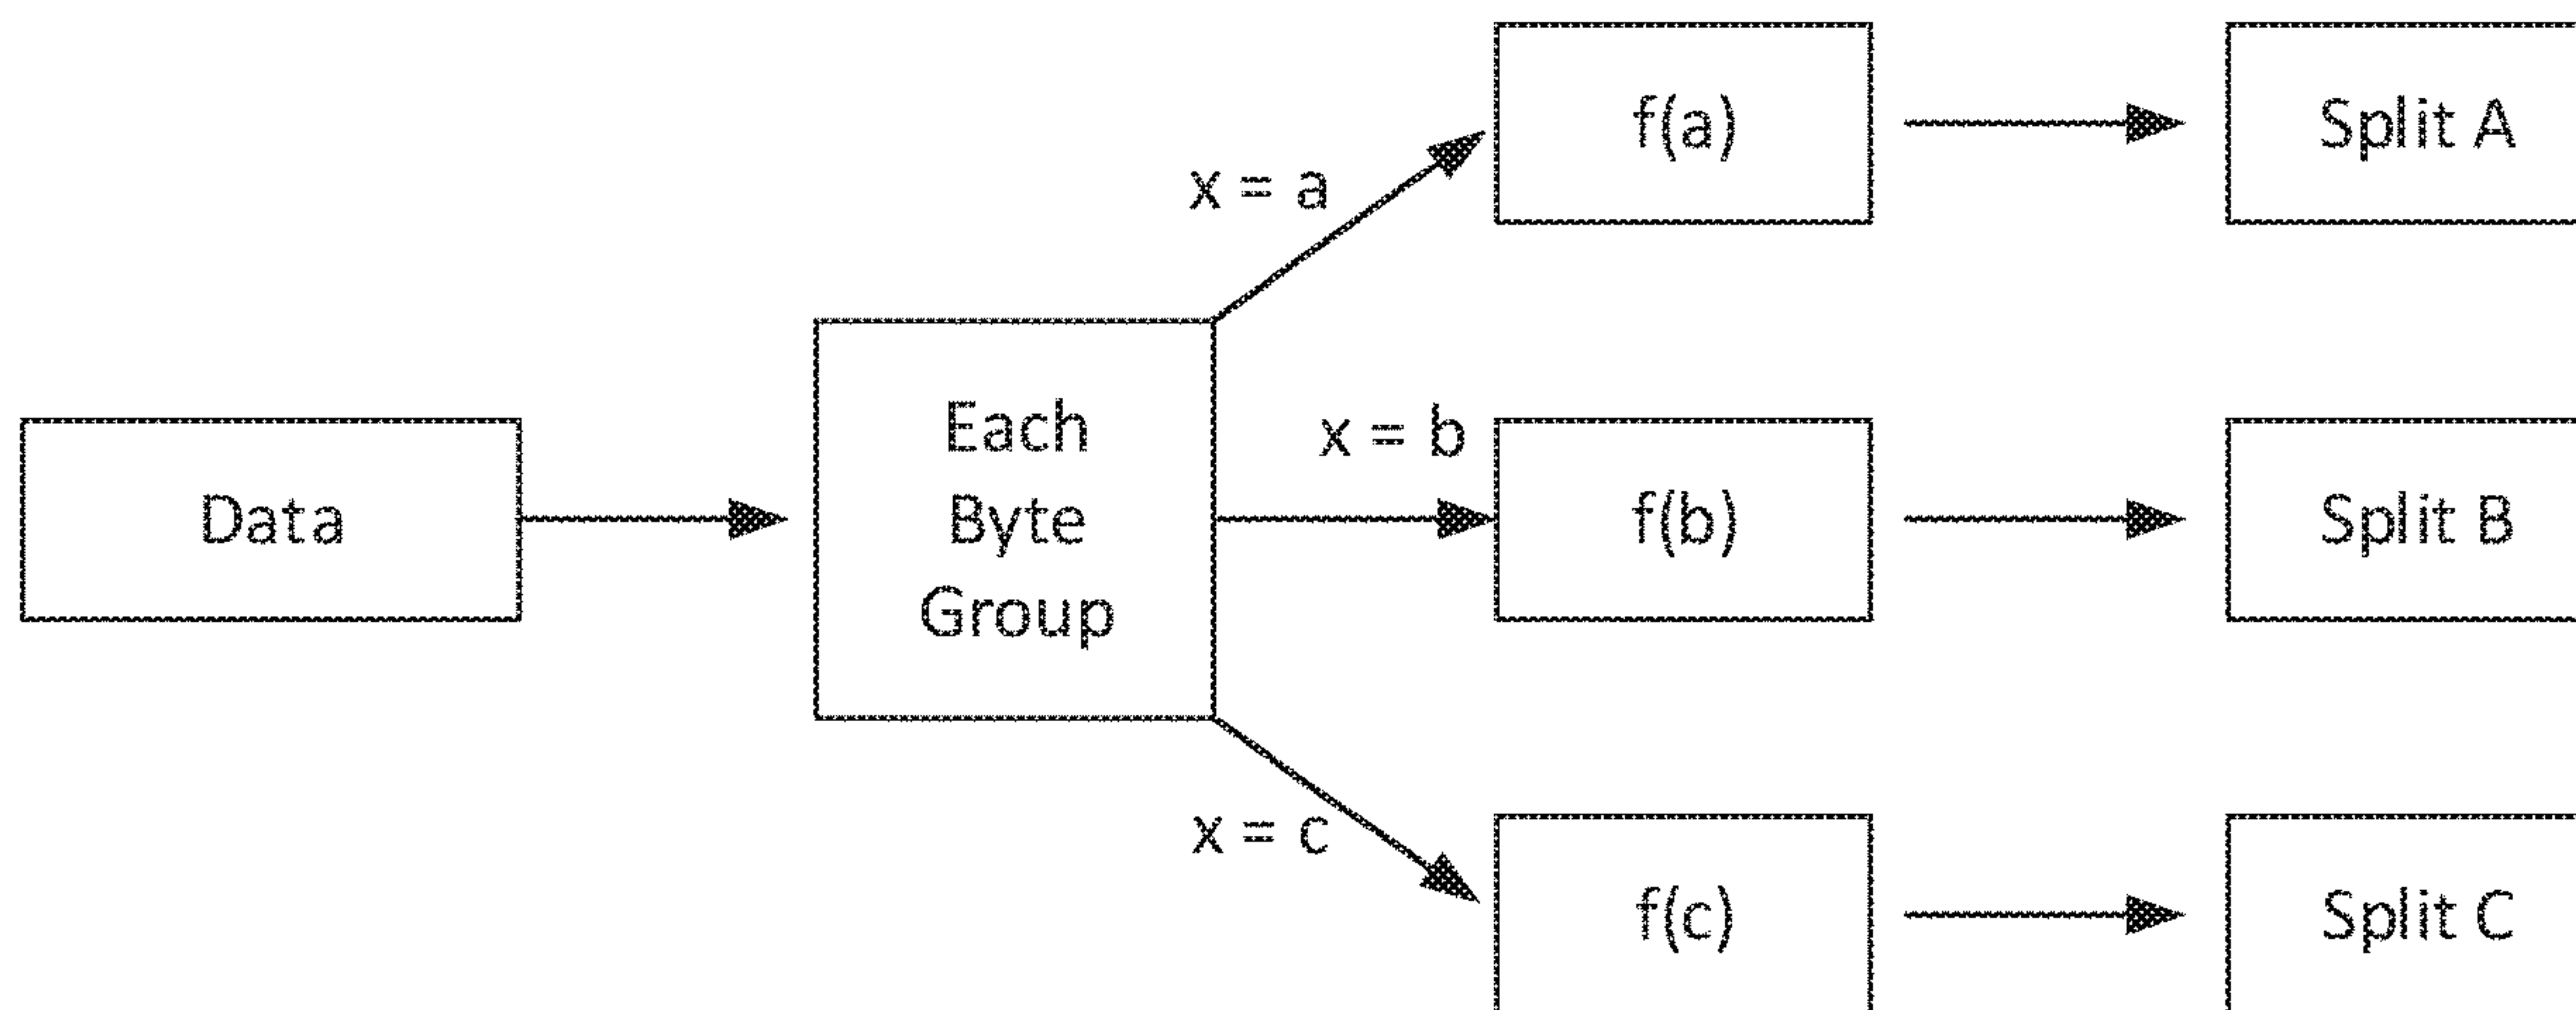 f(a)
Split A
x = a
Each
Byte
Group
x = b
Data
f(b)
Split B
x = c
f(c)
Split C